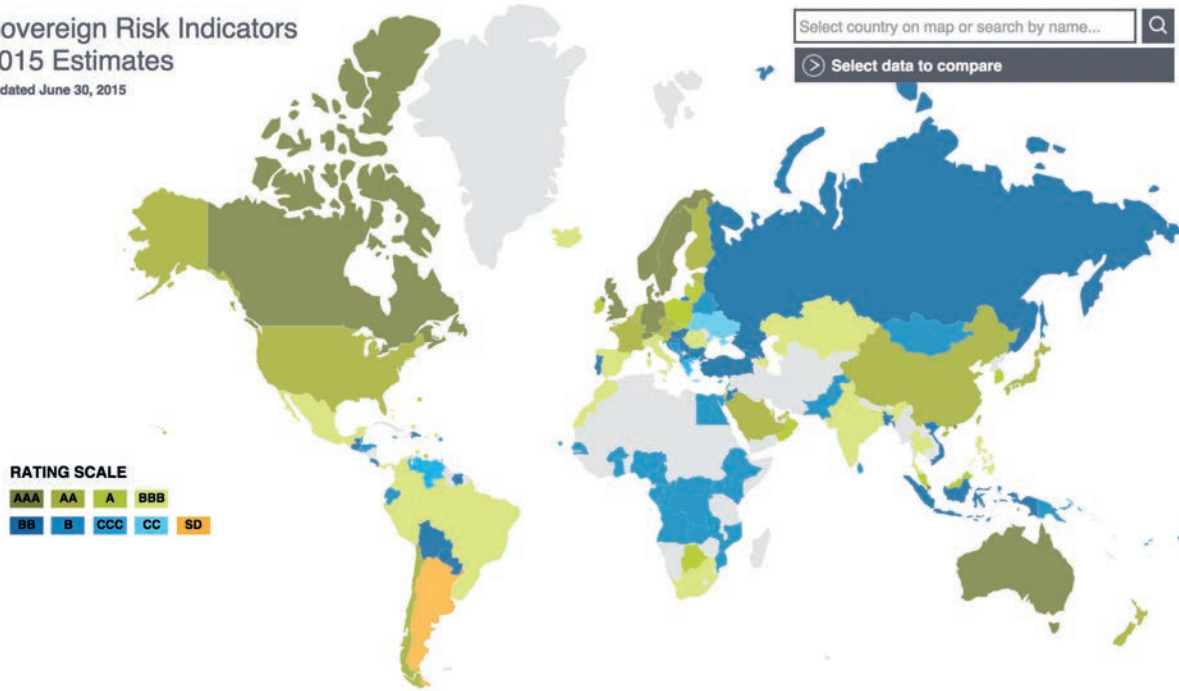 overeign Risk Indicators
015 Estimates
dated June 30, 2015
Select country on map or search by name...
Select data to compare
RATING SCALE
AAA AA A BBB
BB B CCC CC SD